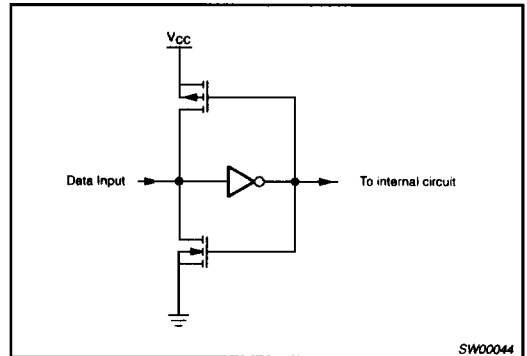 VCC
Data Input
To internal circuit
SW00044